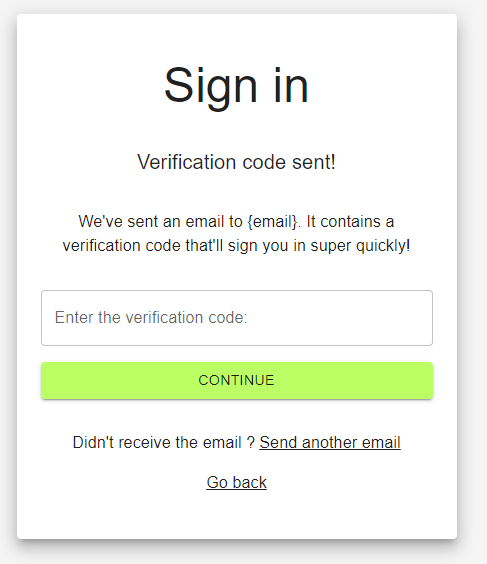 Sign in
Verification code sent!
We've sent an email to {email}. It contains a
verification code that'll sign you in super quickly!
Enter the verification code:
CONTINUE
Didn't receive the email ? Send another email
Go back